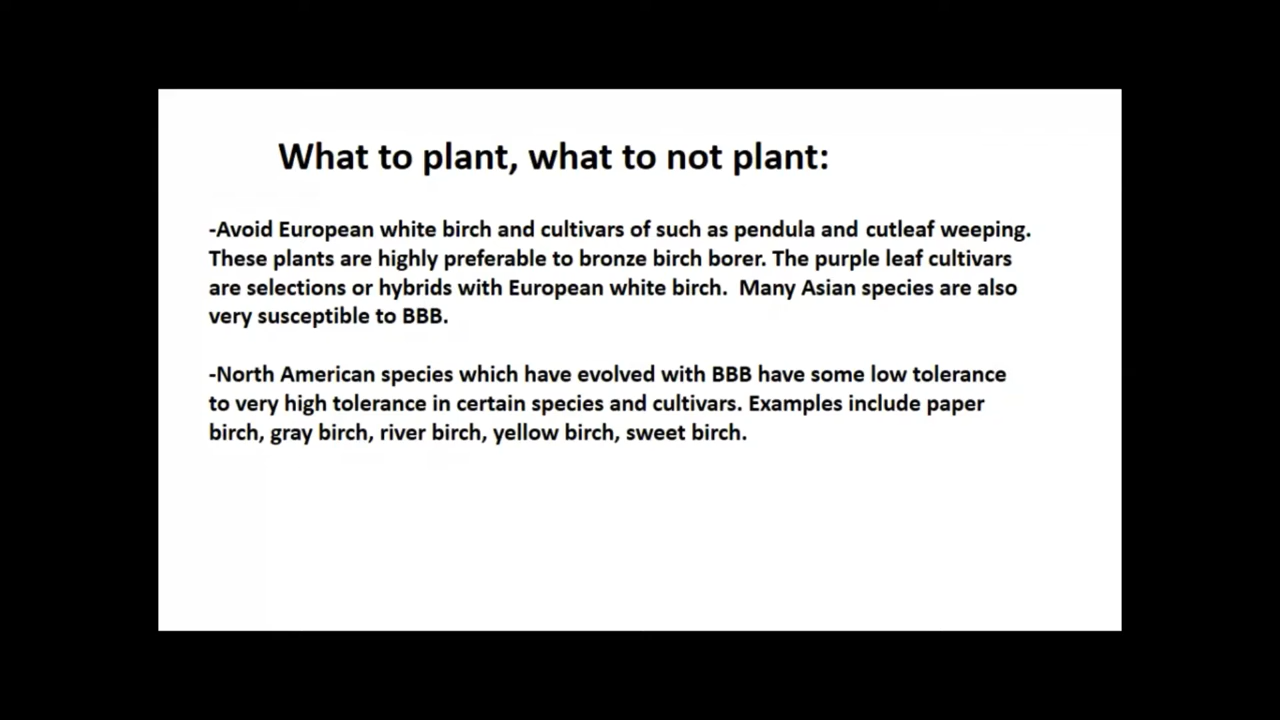 What to plant, what to not plant:
-Avoid European white birch and cultivars of such as pendula and cutleaf weeping.
These plants are highly preferable to bronze birch borer. The purple leaf cultivars
are selections or hybrids with European white birch.  Many Asian species are also
very susceptible to BBB.
-North American species which have evolved with BBB have some low tolerance
to very high tolerance in certain species and cultivars. Examples include paper
birch, gray birch, river birch, yellow birch, sweet birch.